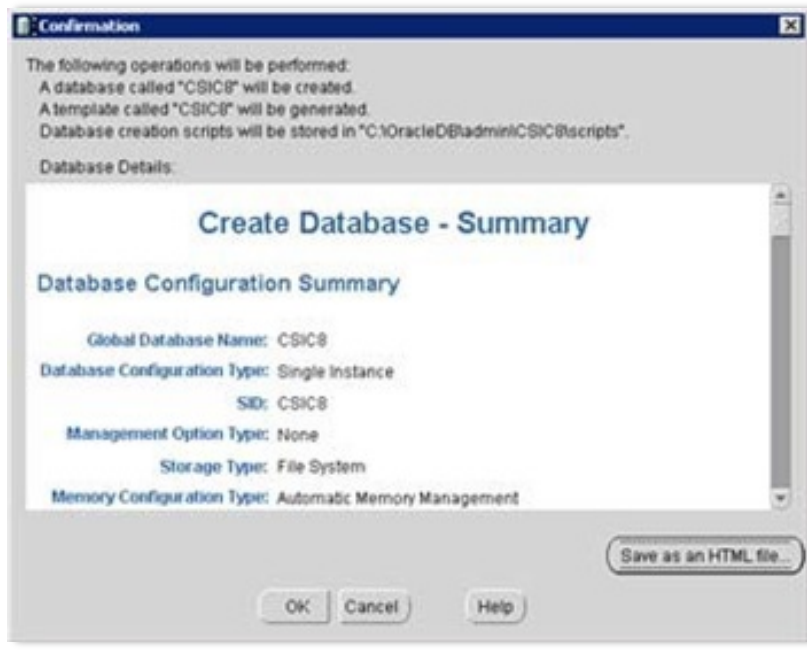 Confirmation
The following operations will be performed:
A database called "CSIC8" will be created.
A template called "CSIC8" will be generated.
Database creation scripts will be stored in "C:\OracleDB\admin\CSIC8\scripts".
Database Details:
Create Database - Summary
Database Configuration Summary
Global Database Name: CSIC8
Database Configuration Type: Single Instance
SID: CSIC8
Management Option Type: None
Storage Type: File System
Memory Configuration Type: Automatic Memory Management
Save as an HTML file...
OK Cancel Help